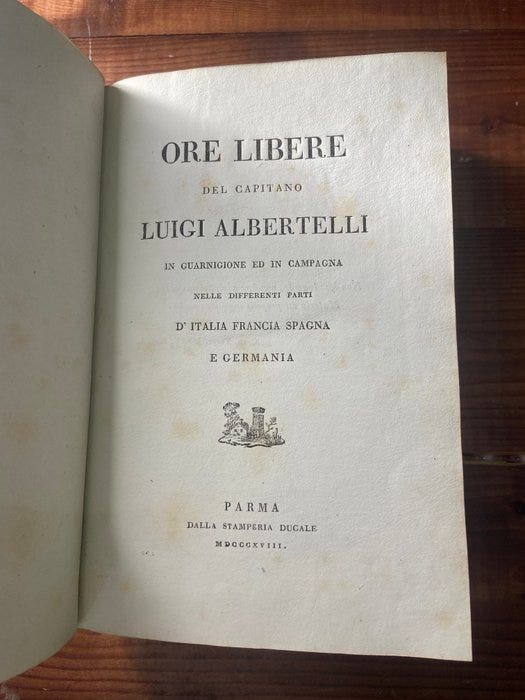 ORE LIBERE
DEL CAPITANO
LUIGI ALBERTELLI
IN GUARNIGIONE ED IN CAMPAGNA
NELLE DIFFERENTI PARTI
D' ITALIA FRANCIA SPAGNA
E GERMANIA
PARMA
DALLA STAMPERIA DUCALE
MDCCCXVIII.